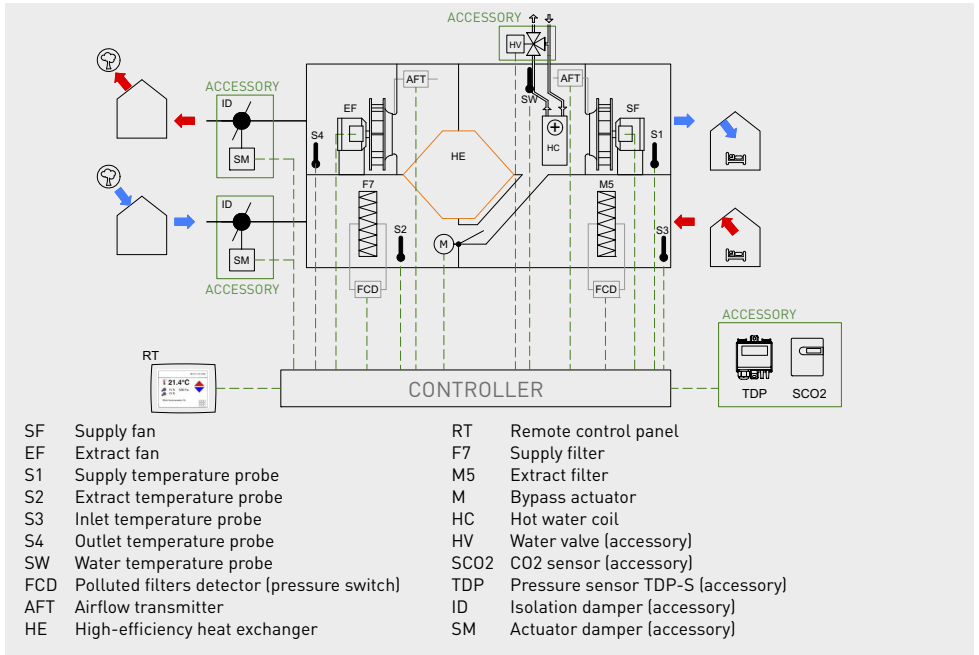 ACCESSORY
HV
ACCESSORY
ID
SM
AFT
EF
S4
HE
SW
HC
AFT
SF
S1
ID
SM
ACCESSORY
F7
S2
FCD
M
M5
S3
FCD
ACCESSORY
TDP
SCO2
RT
21.4°C
CONTROLLER
SF Supply fan
EF Extract fan
S1 Supply temperature probe
S2 Extract temperature probe
S3 Inlet temperature probe
S4 Outlet temperature probe
SW Water temperature probe
FCD Polluted filters detector (pressure switch)
AFT Airflow transmitter
HE High-efficiency heat exchanger
RT Remote control panel
F7 Supply filter
M5 Extract filter
M Bypass actuator
HC Hot water coil
HV Water valve (accessory)
SCO2 CO2 sensor (accessory)
TDP Pressure sensor TDP-S (accessory)
ID Isolation damper (accessory)
SM Actuator damper (accessory)